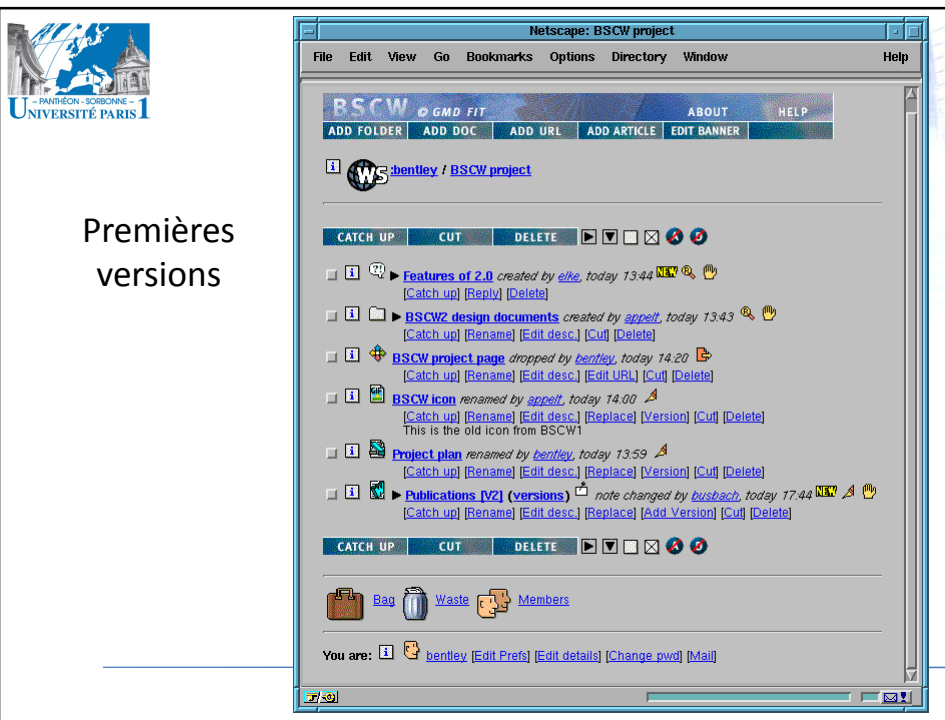 - PANTHÉON - SORBONNE -
UNIVERSITÉ PARIS 1
Premières
versions
Netscape: BSCW project
File Edit View Go Bookmarks Options Directory Window Help
BSCW © GMD FIT ABOUT HELP
ADD FOLDER ADD DOC ADD URL ADD ARTICLE EDIT BANNER
i WS :bentley / BSCW project
CATCH UP CUT DELETE
i ?! Features of 2.0 created by elke, today 13:44 NEW
[Catch up] [Reply] [Delete]
i BSCW2 design documents created by appelt, today 13:43
[Catch up] [Rename] [Edit desc.] [Cut] [Delete]
i BSCW project page dropped by bentley, today 14:20
[Catch up] [Rename] [Edit desc.] [Edit URL] [Cut] [Delete]
i GIF BSCW icon renamed by appelt, today 14:00
[Catch up] [Rename] [Edit desc.] [Replace] [Version] [Cut] [Delete]
This is the old icon from BSCW1
i Project plan renamed by bentley, today 13:59
[Catch up] [Rename] [Edit desc.] [Replace] [Version] [Cut] [Delete]
i Publications [V2] (versions) note changed by busbach, today 17:44 NEW
[Catch up] [Rename] [Edit desc.] [Replace] [Add Version] [Cut] [Delete]
CATCH UP CUT DELETE
Bag Waste Members
You are: i bentley [Edit Prefs] [Edit details] [Change pwd] [Mail]